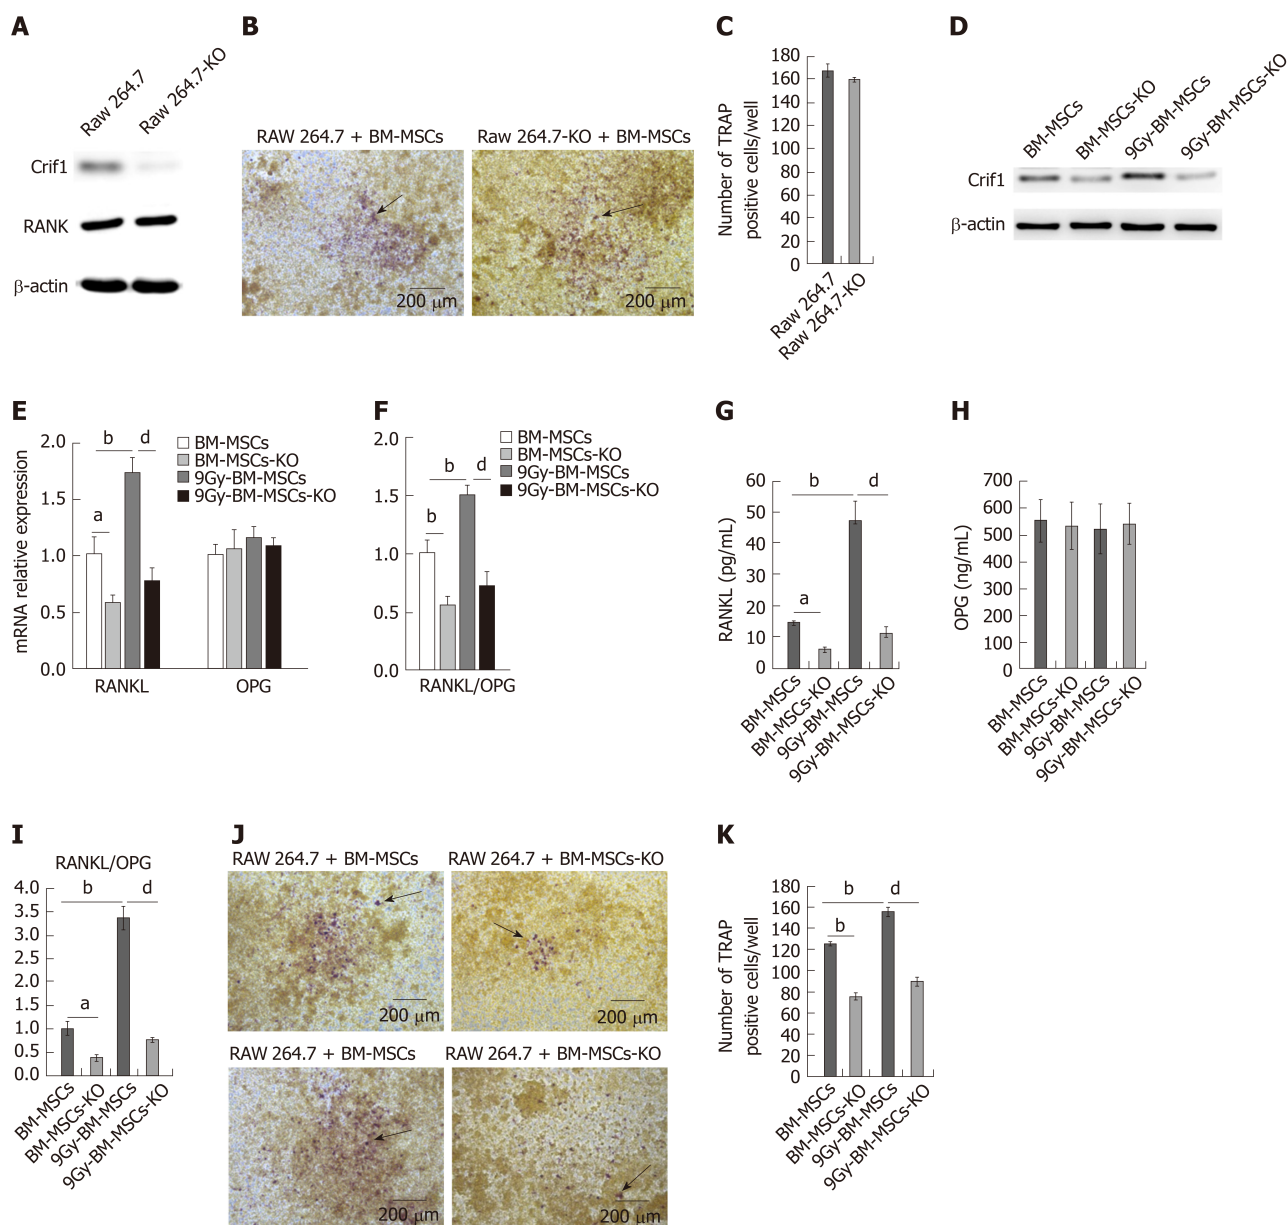 A
Raw 264.7
Raw 264.7-KO
Crif1
RANK
β-actin
B
RAW 264.7 + BM-MSCs
Raw 264.7-KO + BM-MSCs
200 μm
200 μm
C
Number of TRAP
positive cells/well
180
160
140
120
100
80
60
40
20
0
Raw 264.7
Raw 264.7-KO
D
BM-MSCs
BM-MSCs-KO
9Gy-BM-MSCs
9Gy-BM-MSCs-KO
Crif1
β-actin
E
mRNA relative expression
2.0
1.5
1.0
0.5
0.0
a
b
d
BM-MSCs
BM-MSCs-KO
9Gy-BM-MSCs
9Gy-BM-MSCs-KO
RANKL
OPG
F
2.0
1.5
1.0
0.5
0.0
b
b
d
BM-MSCs
BM-MSCs-KO
9Gy-BM-MSCs
9Gy-BM-MSCs-KO
RANKL/OPG
G
RANKL (pg/mL)
60
50
40
30
20
10
0
b
d
a
BM-MSCs
BM-MSCs-KO
9Gy-BM-MSCs
9Gy-BM-MSCs-KO
H
OPG (ng/mL)
700
600
500
400
300
200
100
0
BM-MSCs
BM-MSCs-KO
9Gy-BM-MSCs
9Gy-BM-MSCs-KO
I
RANKL/OPG
4.0
3.5
3.0
2.5
2.0
1.5
1.0
0.5
0.0
b
d
a
BM-MSCs
BM-MSCs-KO
9Gy-BM-MSCs
9Gy-BM-MSCs-KO
J
RAW 264.7 + BM-MSCs
RAW 264.7 + BM-MSCs-KO
200 μm
200 μm
RAW 264.7 + BM-MSCs
RAW 264.7 + BM-MSCs-KO
200 μm
200 μm
K
Number of TRAP
positive cells/well
180
160
140
120
100
80
60
40
20
0
b
d
b
BM-MSCs
BM-MSCs-KO
9Gy-BM-MSCs
9Gy-BM-MSCs-KO